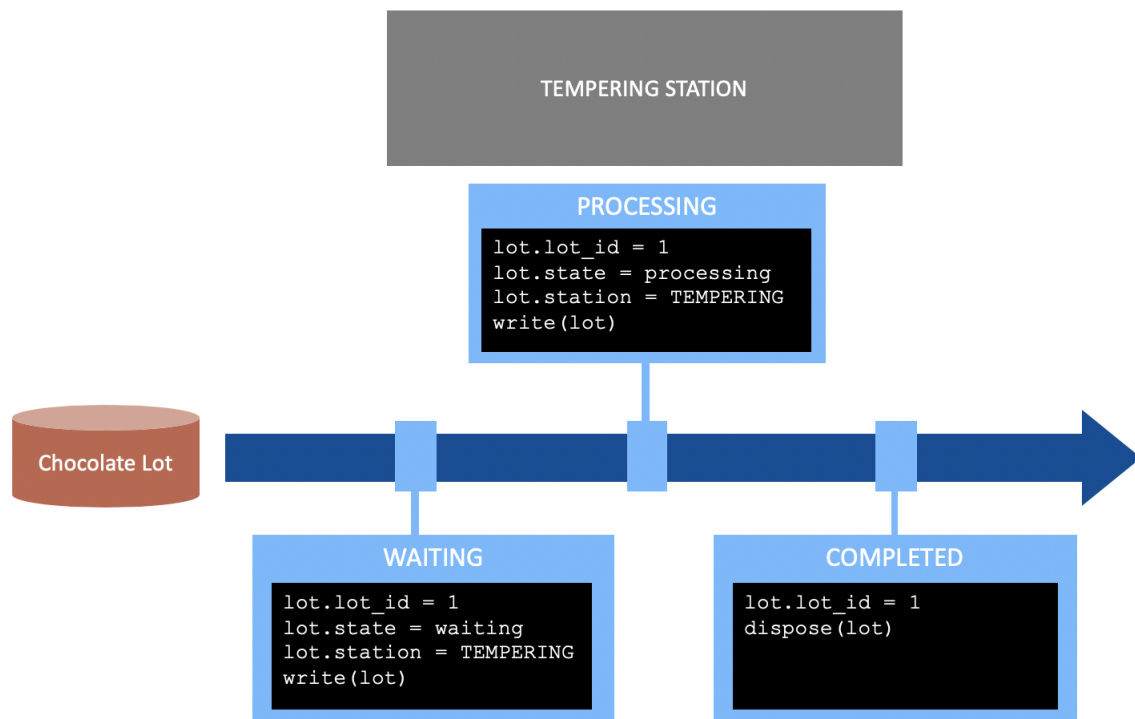 TEMPERING STATION
PROCESSING
lot.lot_id = 1
lot.state = processing
lot.station = TEMPERING
write(lot)
Chocolate Lot
WAITING
lot.lot_id = 1
lot.state = waiting
lot.station = TEMPERING
write(lot)
COMPLETED
lot.lot_id = 1
dispose(lot)